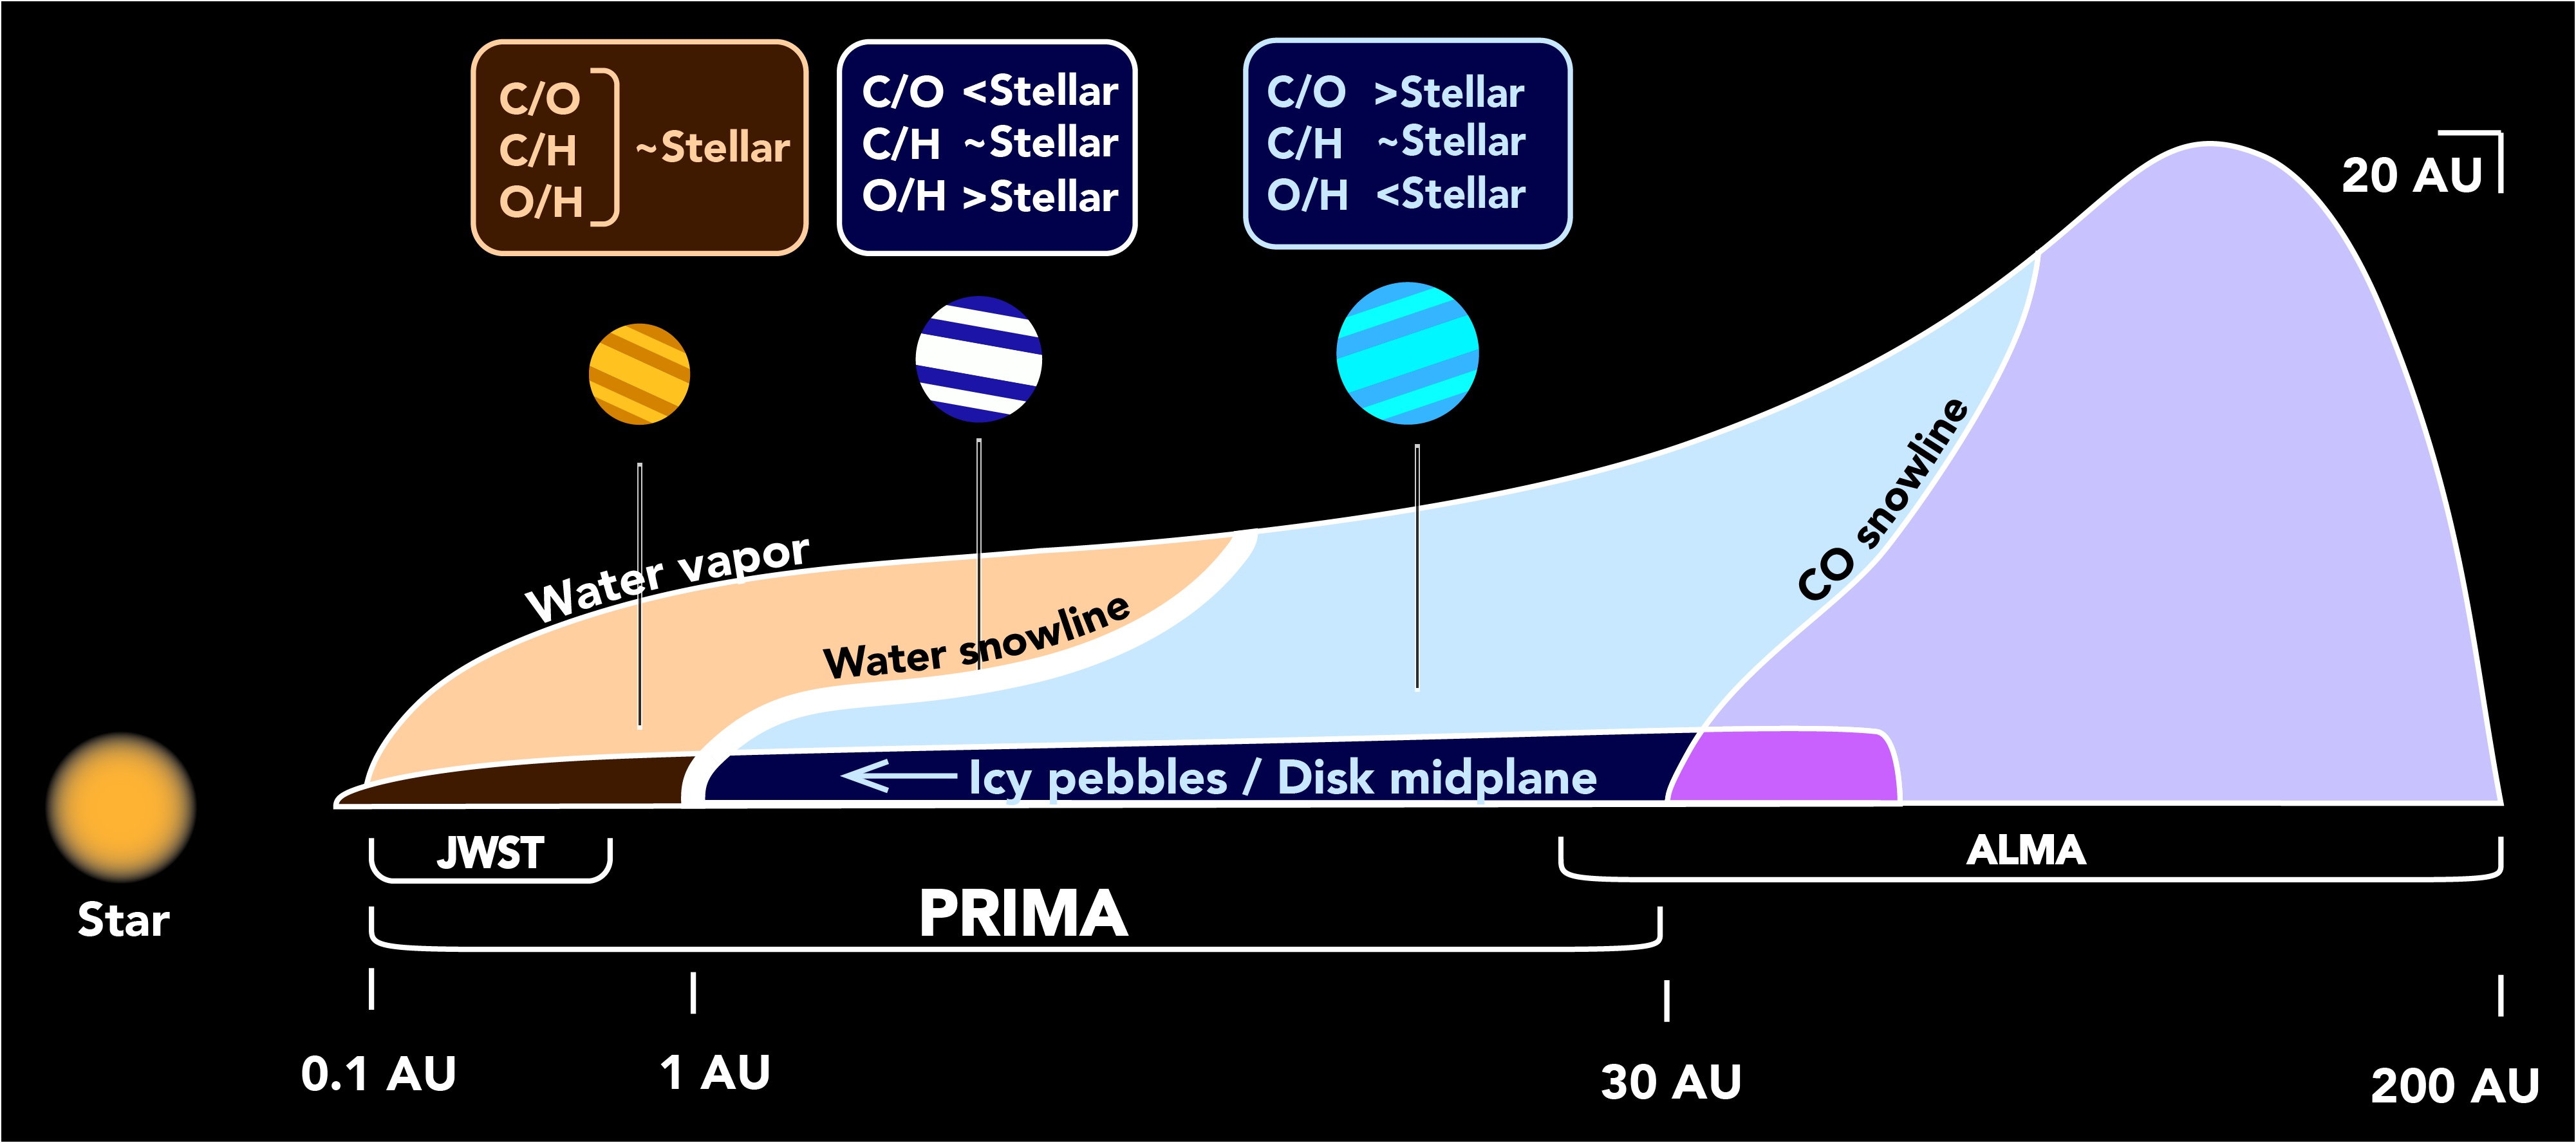 C/O
C/H ~Stellar
O/H
C/O <Stellar
C/H ~Stellar
O/H >Stellar
C/O >Stellar
C/H ~Stellar
O/H <Stellar
20 AU
Water vapor
Water snowline
CO snowline
Icy pebbles / Disk midplane
Star
JWST
ALMA
PRIMA
0.1 AU
1 AU
30 AU
200 AU